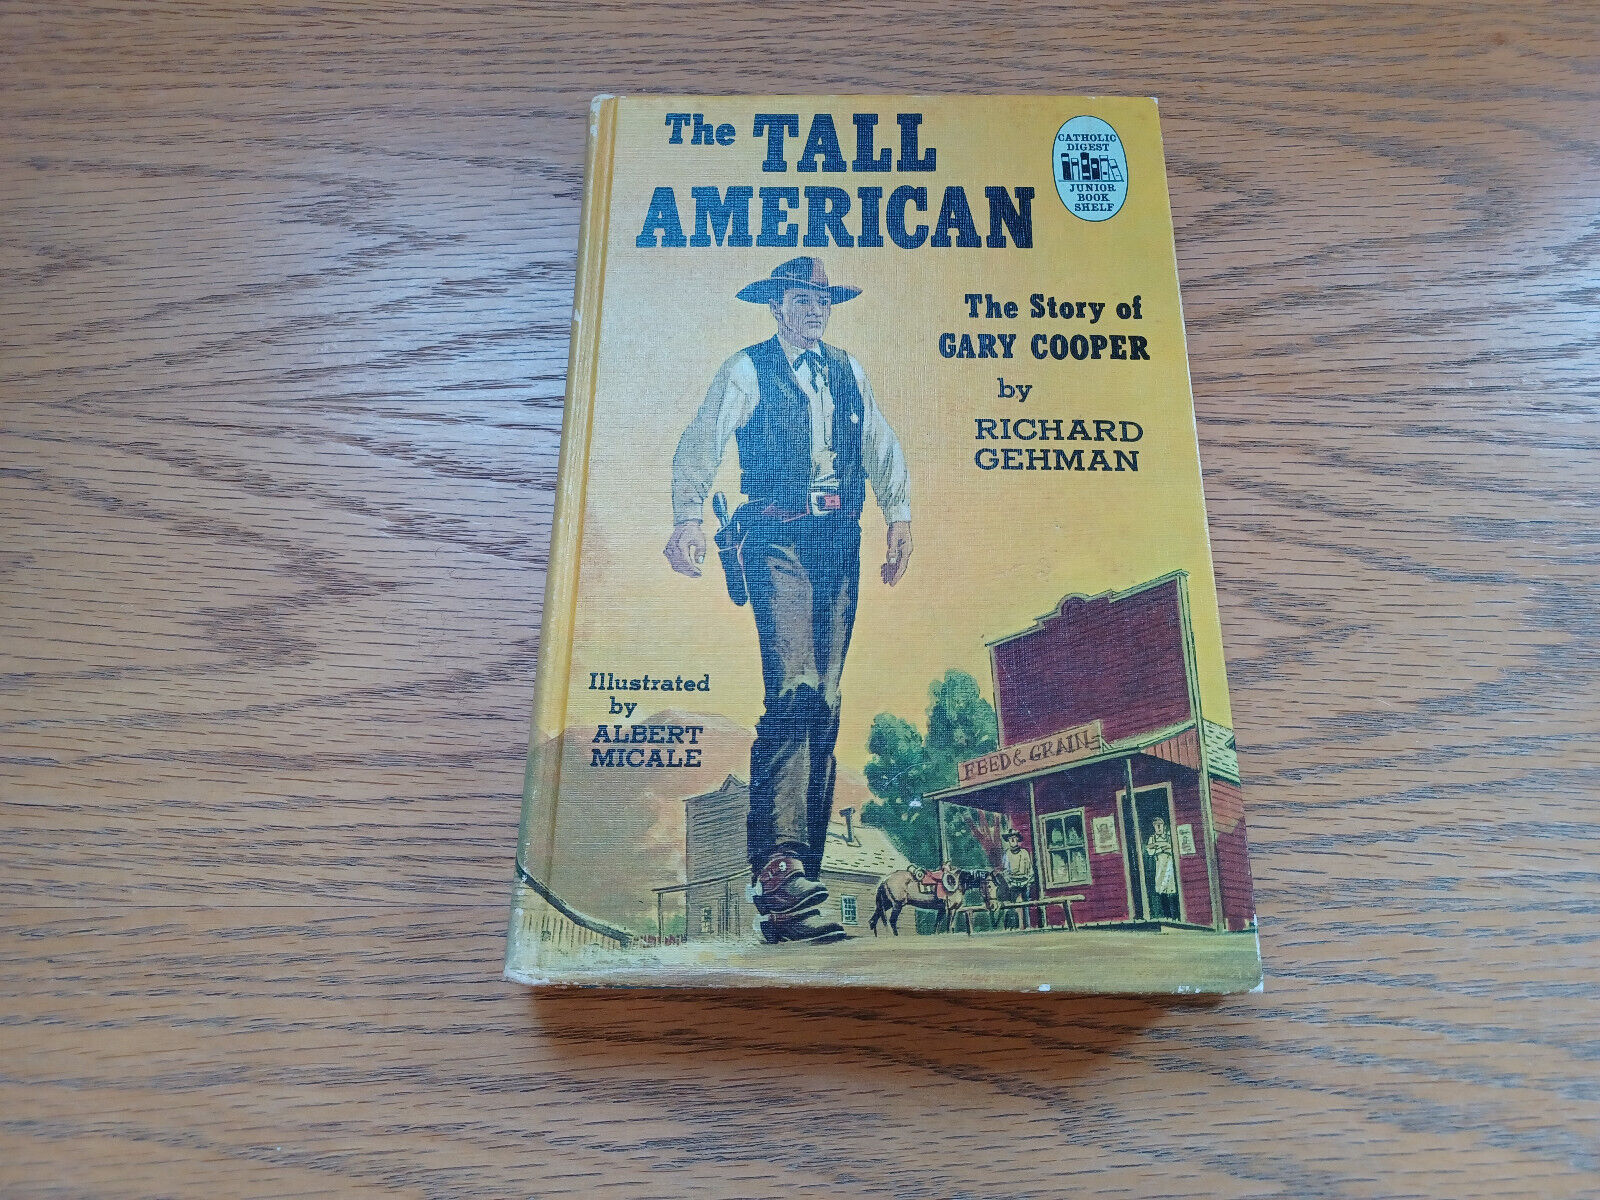 The TALL
AMERICAN
CATHOLIC
DIGEST
JUNIOR
BOOK
SHELF
The Story of
GARY COOPER
by
RICHARD
GEHMAN
Illustrated
by
ALBERT
MICALE
FEED & GRAIN